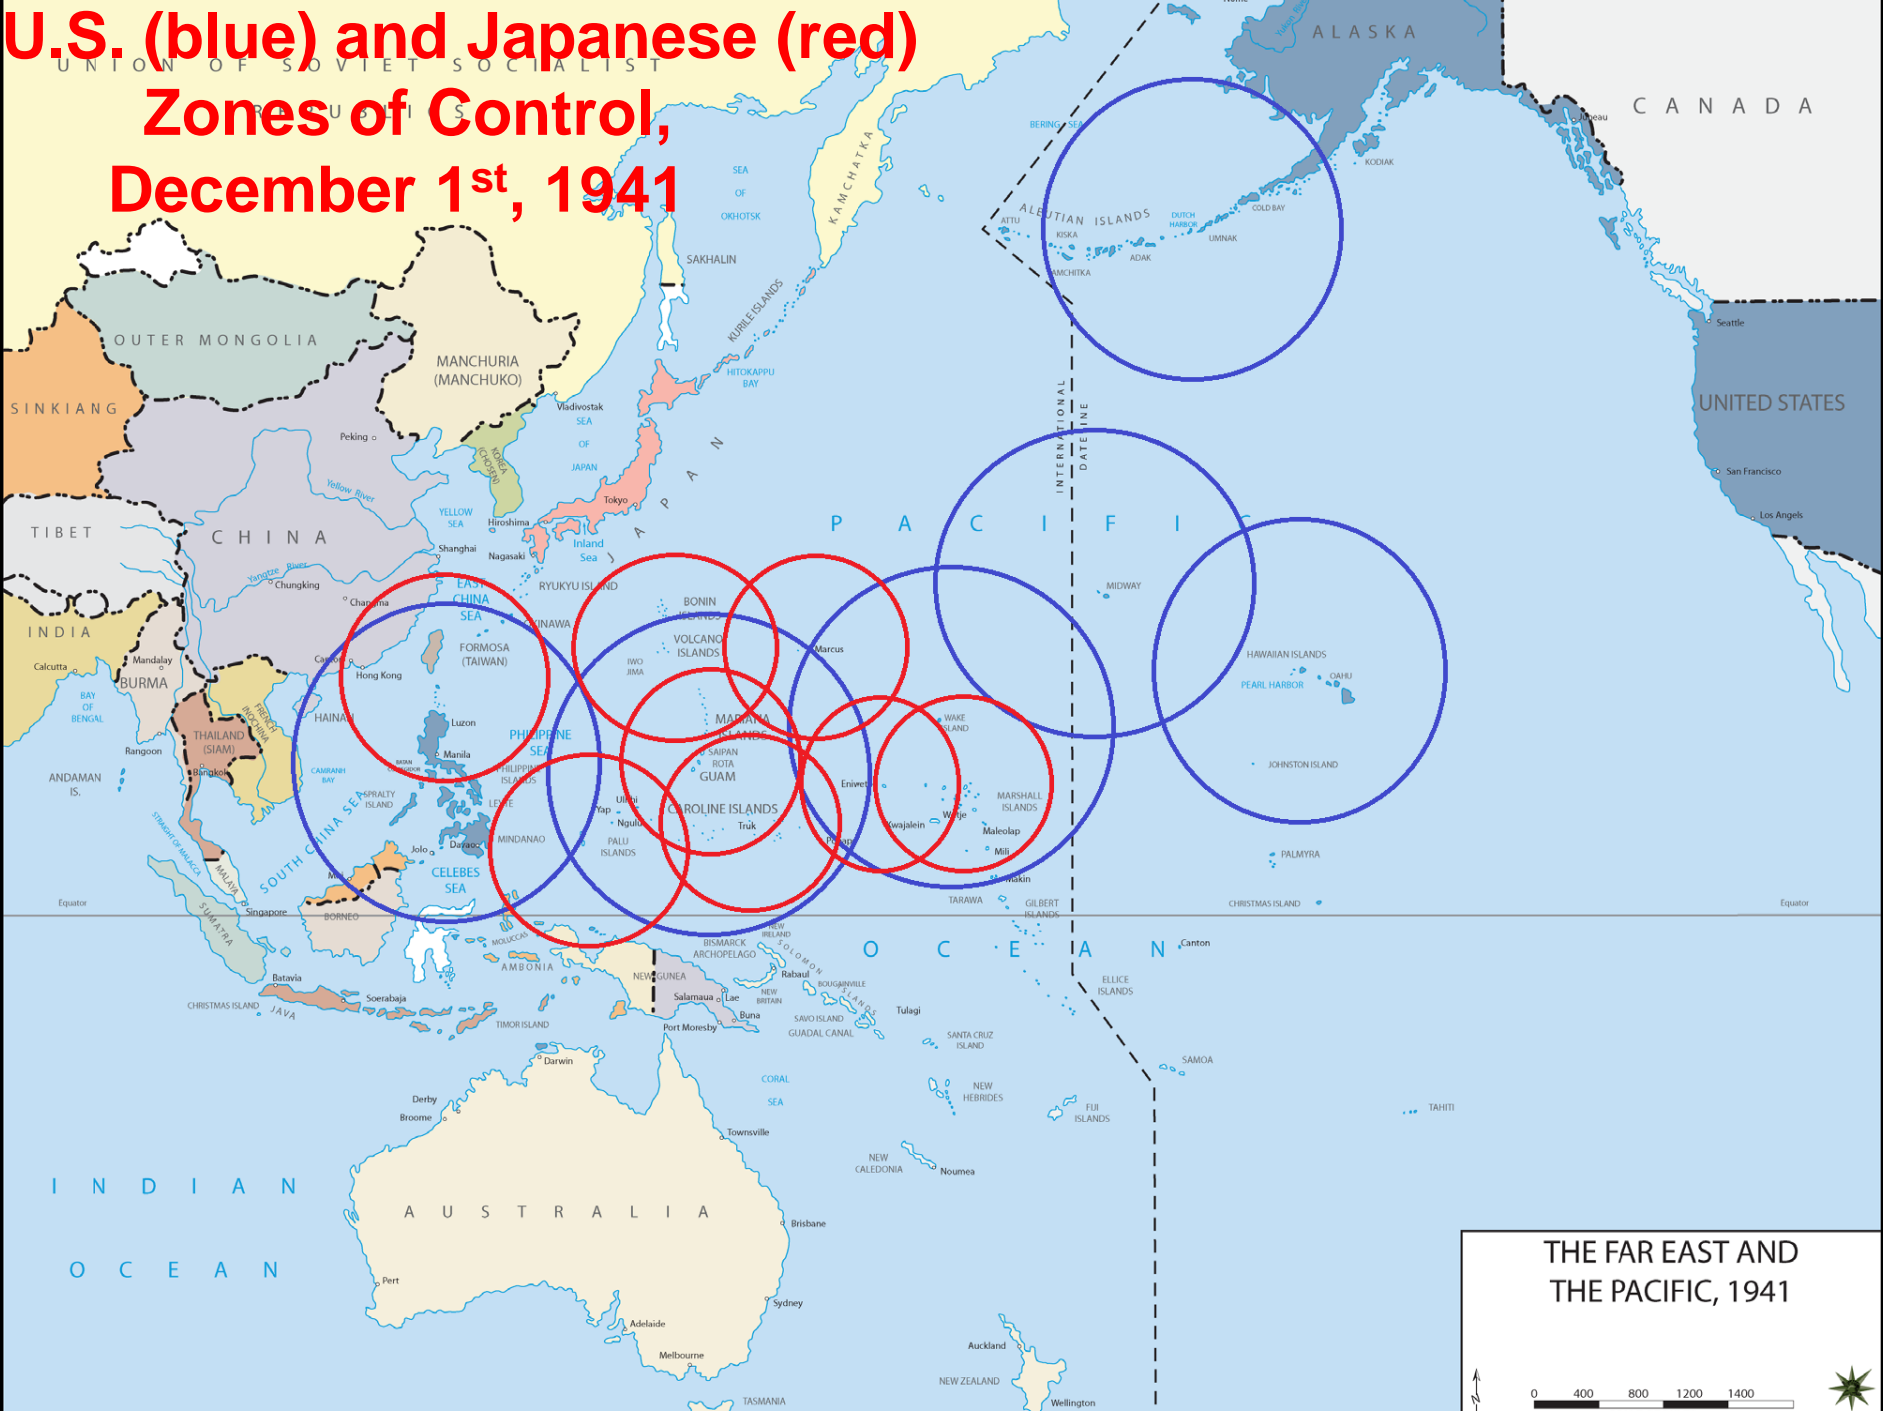 U.S. (blue) and Japanese (red)
Zones of Control,
December 1st, 1941
UNION OF SOVIET SOCIALIST
REPUBLICS
Yukon River
ALASKA
CANADA
Juneau
BERING SEA
KODIAK
KAMCHATKA
SEA
OF
OKHOTSK
ALEUTIAN ISLANDS
ATTU
KISKA
AMCHITKA
ADAK
DUTCH
HARBOR
UMNAK
COLD BAY
SAKHALIN
KURILE ISLANDS
HITOKAPPU
BAY
OUTER MONGOLIA
MANCHURIA
(MANCHUKO)
SINKIANG
Vladivostak
SEA
OF
JAPAN
Seattle
UNITED STATES
San Francisco
Los Angels
INTERNATIONAL
DATE LINE
Peking
KOREA
(CHOSEN)
JAPAN
Tokyo
Yellow River
YELLOW
SEA
Hiroshima
Nagasaki
Inland
Sea
TIBET
CHINA
Shanghai
Yangtze River
Chungking
PACIFIC
EAST
CHINA
SEA
RYUKYU ISLAND
OKINAWA
BONIN
ISLANDS
VOLCANO
ISLANDS
IWO
JIMA
Marcus
MIDWAY
INDIA
Calcutta
Mandalay
BURMA
Hong Kong
FORMOSA
(TAIWAN)
HAWAIIAN ISLANDS
PEARL HARBOR
OAHU
BAY
OF
BENGAL
HAINAN
FRENCH
INOCHINA
THAILAND
(SIAM)
Bangkok
Rangoon
Luzon
Manila
PHILIPPINE
SEA
PHILIPPINE
ISLANDS
MARIANA
ISLANDS
SAIPAN
ROTA
GUAM
WAKE
ISLAND
JOHNSTON ISLAND
ANDAMAN
IS.
CAMRANH
BAY
SPRALTY
ISLAND
LEYTE
Yap
Ngulu
CAROLINE ISLANDS
Truk
MARSHALL
ISLANDS
Kwajalein
Wotje
Maleolap
Mili
STRAIGHT OF MALACCA
SOUTH CHINA SEA
MINDANAO
Davao
Jolo
PALU
ISLANDS
PALMYRA
MALAYA
CELEBES
SEA
Makin
Equator
SUMATRA
Singapore
BORNEO
TARAWA
GILBERT
ISLANDS
CHRISTMAS ISLAND
Equator
MOLUCCAS
AMBONIA
NEW GUNEA
BISMARCK
ARCHIPELAGO
NEW
IRELAND
SOLOMON ISLANDS
OCEAN
Canton
Batavia
Soerabaja
CHRISTMAS ISLAND
JAVA
TIMOR ISLAND
Salamaua
Lae
Buna
Port Moresby
Rabaul
NEW
BRITAIN
BOUGAINVILLE
SAVO ISLAND
GUADAL CANAL
Tulagi
ELLICE
ISLANDS
SANTA CRUZ
ISLAND
SAMOA
Darwin
Derby
Broome
CORAL
SEA
NEW
HEBRIDES
FIJI
ISLANDS
TAHITI
Townsville
NEW
CALEDONIA
Noumea
INDIAN
OCEAN
AUSTRALIA
Brisbane
Pert
Sydney
Adelaide
Melbourne
TASMANIA
Auckland
NEW ZEALAND
Wellington
THE FAR EAST AND
THE PACIFIC, 1941
N
0 400 800 1200 1400